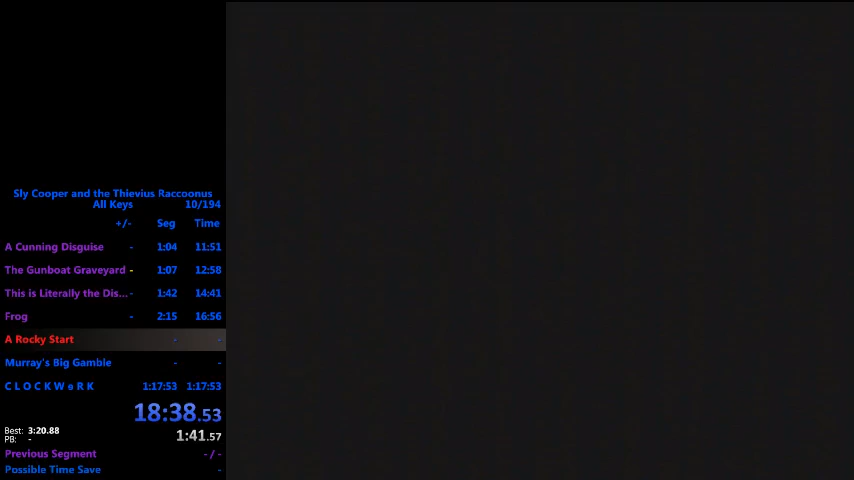 Sly Cooper and the Thievius Raccoonus
All Keys 10/194
+/- Seg Time
A Cunning Disguise - 1:04 11:51
The Gunboat Graveyard - 1:07 12:58
This is Literally the Dis... - 1:42 14:41
Frog - 2:15 16:56
A Rocky Start - -
Murray's Big Gamble - -
C L O C K W e R K 1:17:53 1:17:53
18:38.53
Best: 3:20.88
PB: - 1:41.57
Previous Segment - / -
Possible Time Save -